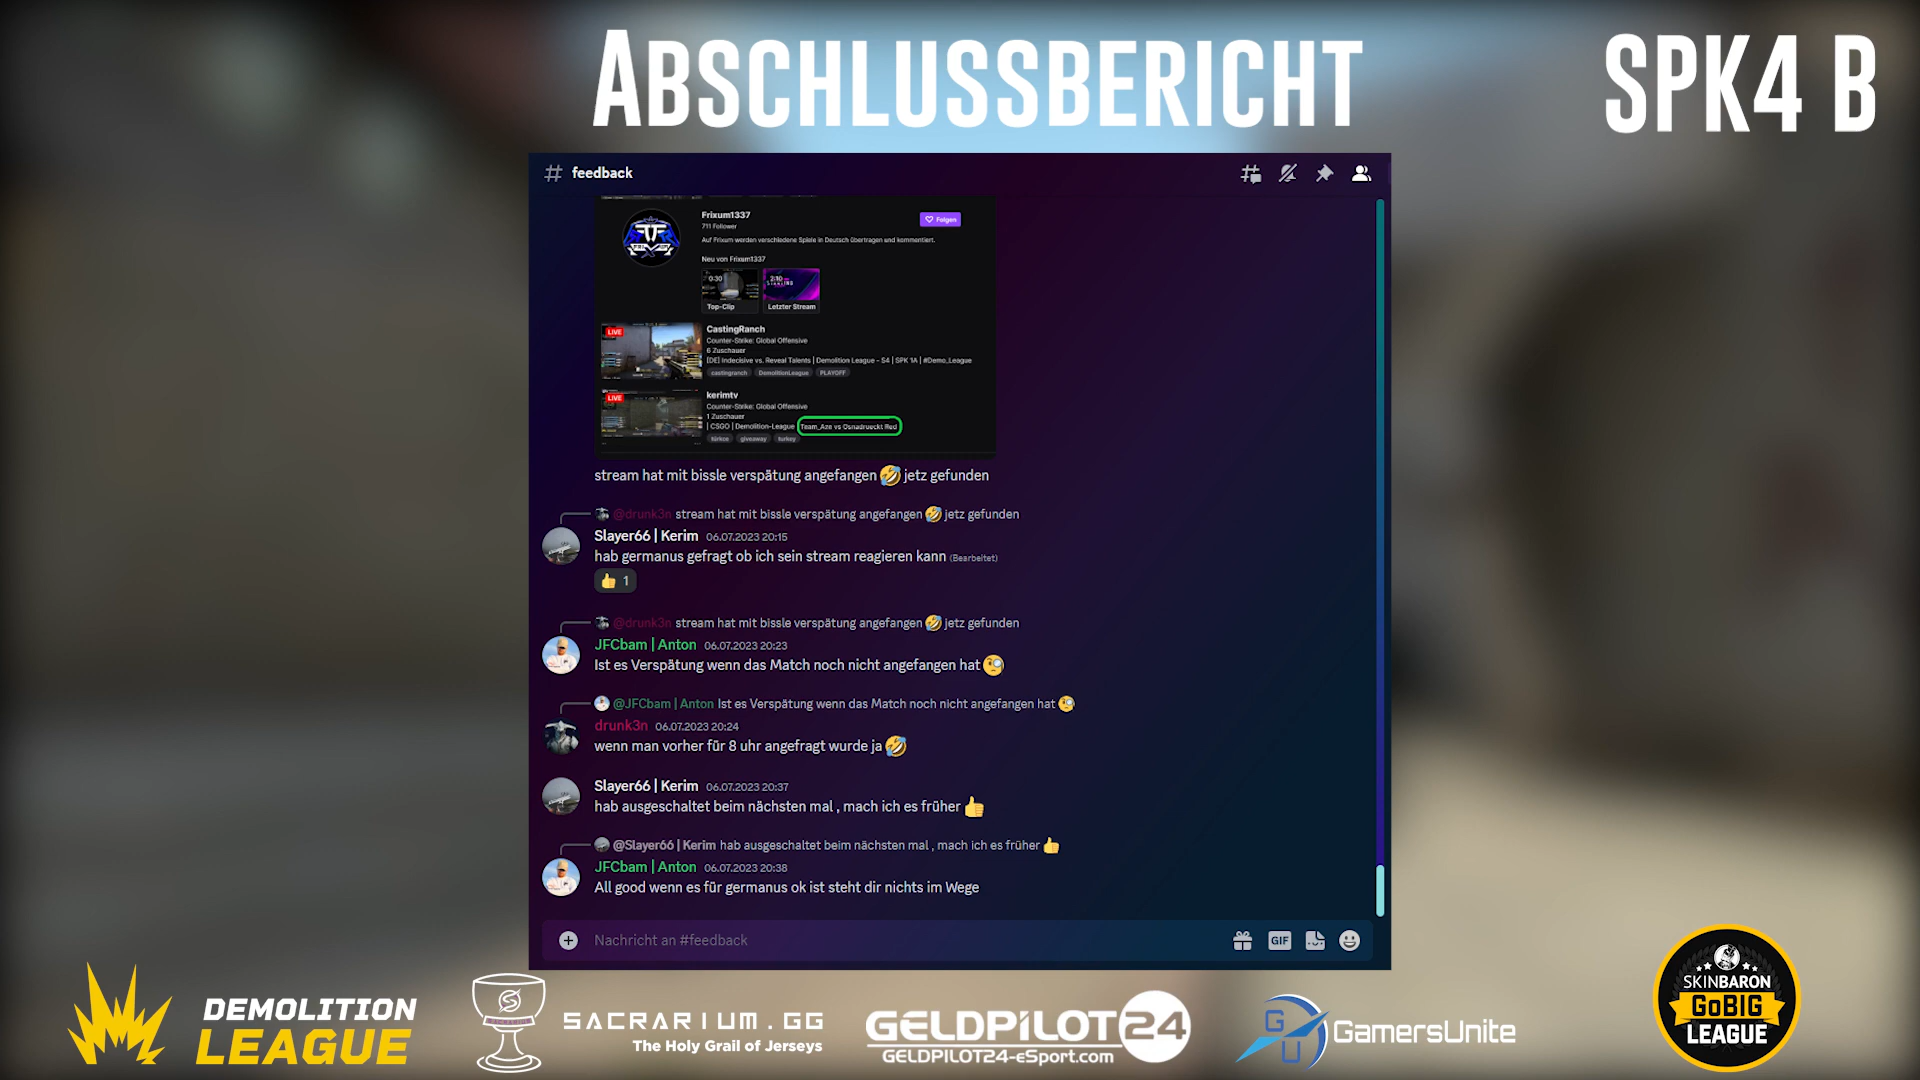 ABSCHLUSSBERICHT
SPK4 B
# feedback
Frixum1337
Folgen
711 Follower
Auf Frixum werden verschiedene Spiele in Deutsch übertragen und kommentiert.
Neu von Frixum1337
0:30
2:10
Top-Clip
Letzter Stream
LIVE
CastingRanch
Counter-Strike: Global Offensive
6 Zuschauer
[DE] Indecisive vs. Reveal Talents | Demolition League - S4 | SPK 1A | #Demo_League
castingranch DemolitionLeague PLAYOFF
LIVE
kerimtv
Counter-Strike: Global Offensive
1 Zuschauer
| CSGO | Demolition-League Team_Aze vs Osnadrueckt Red
türkce giveaway turkey
stream hat mit bissle verspätung angefangen 🤣 jetz gefunden
@drunk3n stream hat mit bissle verspätung angefangen 🤣 jetz gefunden
Slayer66 | Kerim 06.07.2023 20:15
hab germanus gefragt ob ich sein stream reagieren kann (Bearbeitet)
👍 1
@drunk3n stream hat mit bissle verspätung angefangen 🤣 jetz gefunden
JFCbam | Anton 06.07.2023 20:23
Ist es Verspätung wenn das Match noch nicht angefangen hat 🧐
@JFCbam | Anton Ist es Verspätung wenn das Match noch nicht angefangen hat 🧐
drunk3n 06.07.2023 20:24
wenn man vorher für 8 uhr angefragt wurde ja 🤣
Slayer66 | Kerim 06.07.2023 20:37
hab ausgeschaltet beim nächsten mal , mach ich es früher 👍
@Slayer66 | Kerim hab ausgeschaltet beim nächsten mal , mach ich es früher 👍
JFCbam | Anton 06.07.2023 20:38
All good wenn es für germanus ok ist steht dir nichts im Wege
Nachricht an #feedback
GIF
DEMOLITION
LEAGUE
SACRARIUM.GG
The Holy Grail of Jerseys
GELDPILOT24
GELDPILOT24-eSport.com
GU
GamersUnite
SKINBARON
GoBIG
LEAGUE